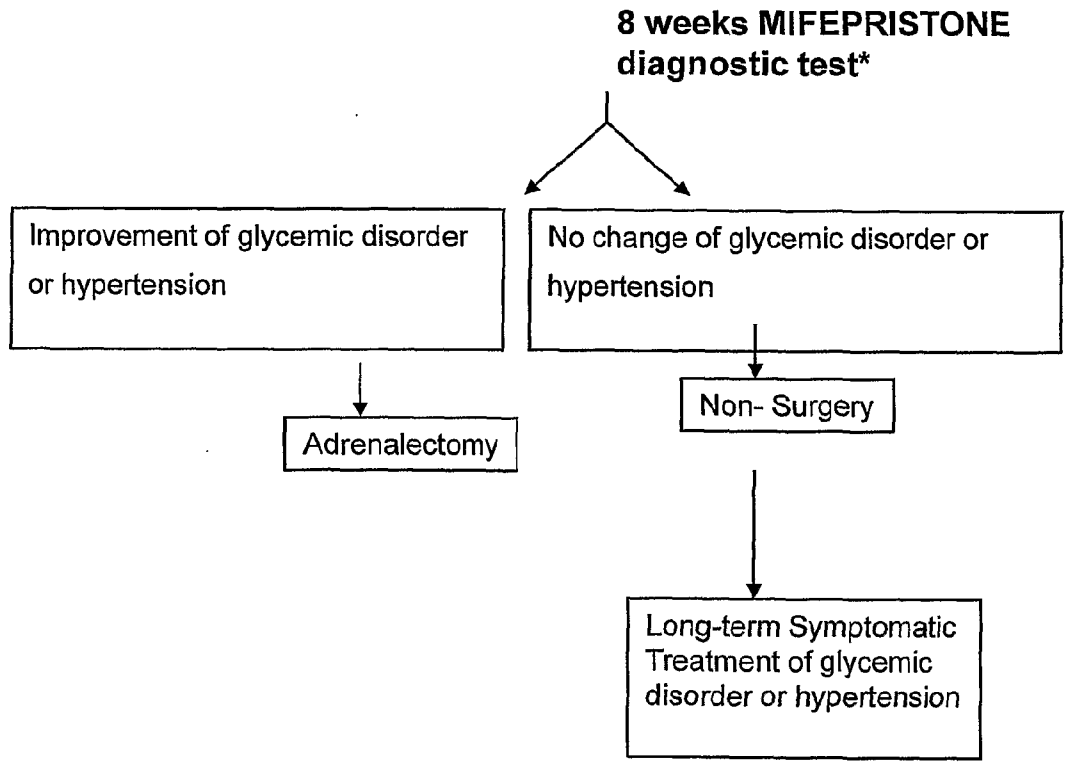 8 weeks MIFEPRISTONE
diagnostic test*
Improvement of glycemic disorder
or hypertension
No change of glycemic disorder or
hypertension
Non- Surgery
Adrenalectomy
Long-term Symptomatic
Treatment of glycemic
disorder or hypertension